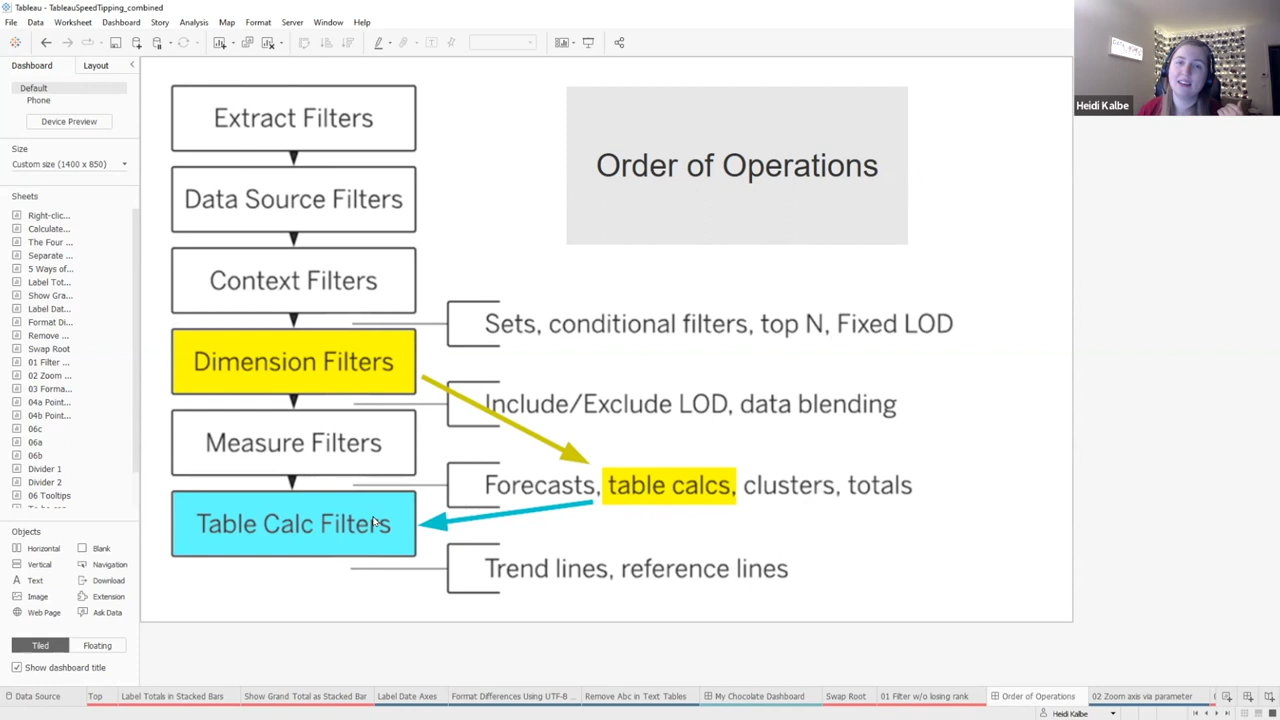 Tableau - TableauSpeedTipping_combined
File Data Worksheet Dashboard Story Analysis Map Format Server Window Help
Dashboard Layout
Default
Phone
Device Preview
Size
Custom size (1400 x 850)
Sheets
Right-clic...
Calculate...
The Four ...
Separate ...
5 Ways of...
Label Tot...
Show Gra...
Label Dat...
Format Di...
Remove ...
Swap Root
01 Filter ...
02 Zoom ...
03 Forma...
04a Point...
04b Point...
06c
06a
06b
Divider 1
Divider 2
06 Tooltips
Objects
Horizontal Blank
Vertical Navigation
Text Download
Image Extension
Web Page Ask Data
Tiled Floating
Show dashboard title
Extract Filters
Data Source Filters
Context Filters
Dimension Filters
Measure Filters
Table Calc Filters
Order of Operations
Sets, conditional filters, top N, Fixed LOD
Include/Exclude LOD, data blending
Forecasts, table calcs, clusters, totals
Trend lines, reference lines
Heidi Kalbe
Data Source Top Label Totals in Stacked Bars Show Grand Total as Stacked Bar Label Date Axes Format Differences Using UTF-8 ... Remove Abc in Text Tables My Chocolate Dashboard Swap Root 01 Filter w/o losing rank Order of Operations 02 Zoom axis via parameter
Heidi Kalbe